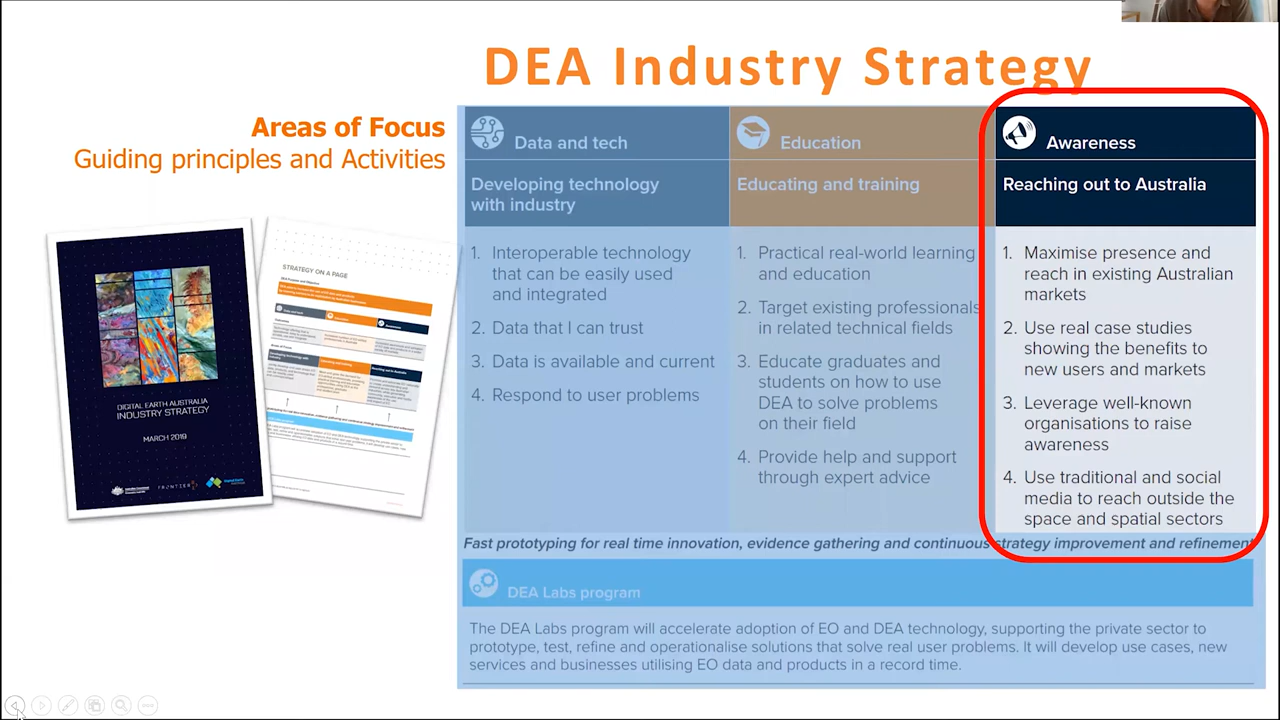 DEA Industry Strategy
Areas of Focus
Guiding principles and Activities
DIGITAL EARTH AUSTRALIA
INDUSTRY STRATEGY
MARCH 2019
STRATEGY ON A PAGE
Data and tech
Developing technology
with industry
1. Interoperable technology
that can be easily used
and integrated
2. Data that I can trust
3. Data is available and current
4. Respond to user problems
Education
Educating and training
1. Practical real-world learning
and education
2. Target existing professionals
in related technical fields
3. Educate graduates and
students on how to use
DEA to solve problems
on their field
4. Provide help and support
through expert advice
Awareness
Reaching out to Australia
1. Maximise presence and
reach in existing Australian
markets
2. Use real case studies
showing the benefits to
new users and markets
3. Leverage well-known
organisations to raise
awareness
4. Use traditional and social
media to reach outside the
space and spatial sectors
Fast prototyping for real time innovation, evidence gathering and continuous strategy improvement and refinement
DEA Labs program
The DEA Labs program will accelerate adoption of EO and DEA technology, supporting the private sector to
prototype, test, refine and operationalise solutions that solve real user problems. It will develop use cases, new
services and businesses utilising EO data and products in a record time.